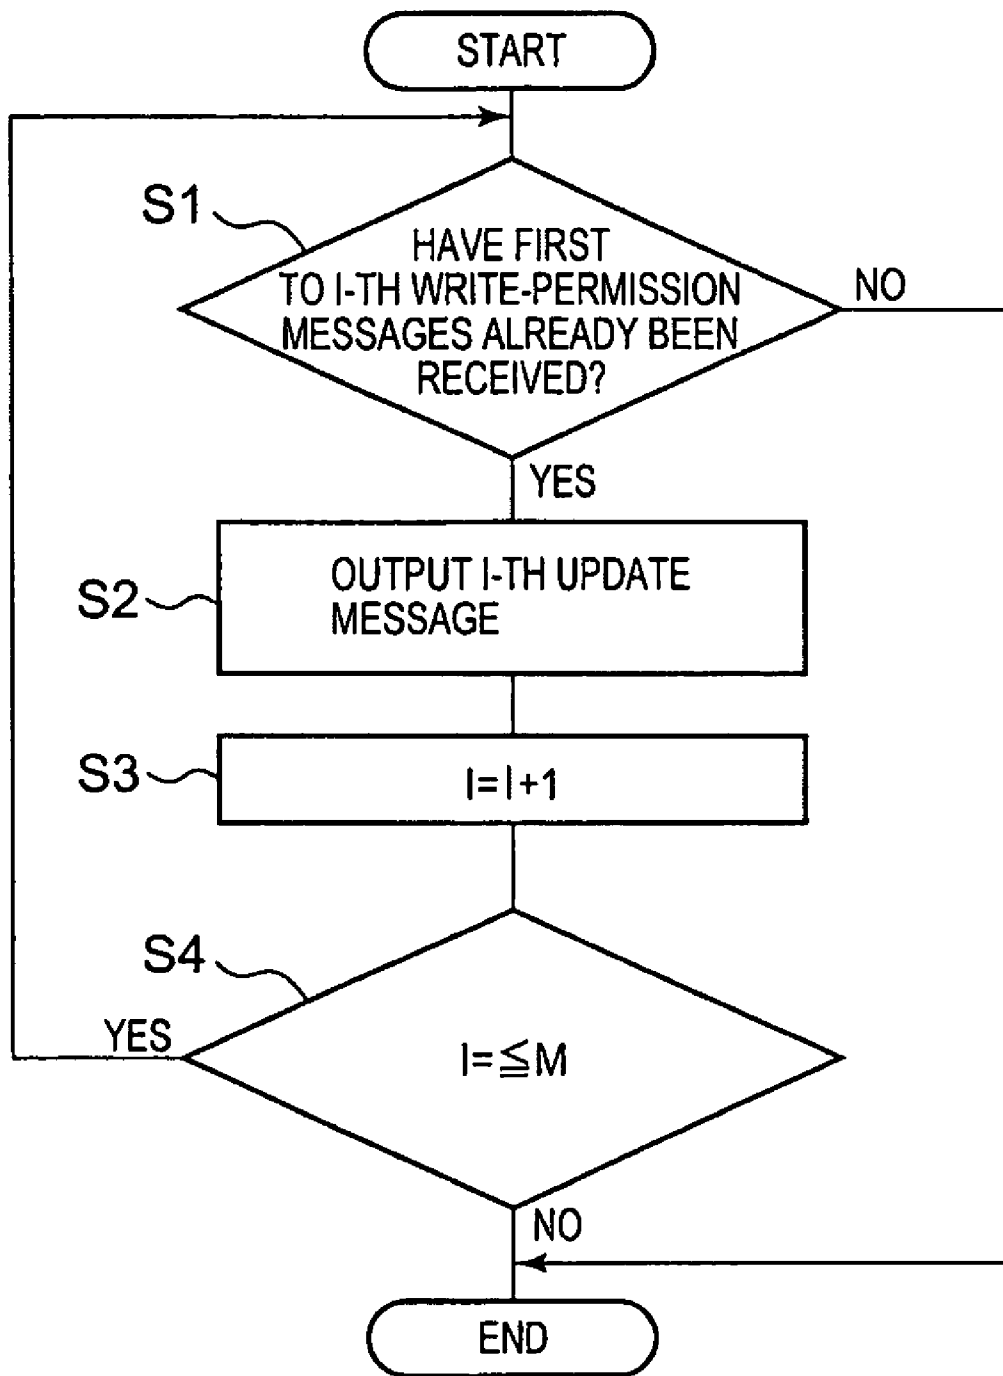 START
S1
HAVE FIRST
TO I-TH WRITE-PERMISSION
MESSAGES ALREADY BEEN
RECEIVED?
NO
YES
S2
OUTPUT I-TH UPDATE
MESSAGE
S3
I=I+1
S4
YES
I=≦M
NO
END